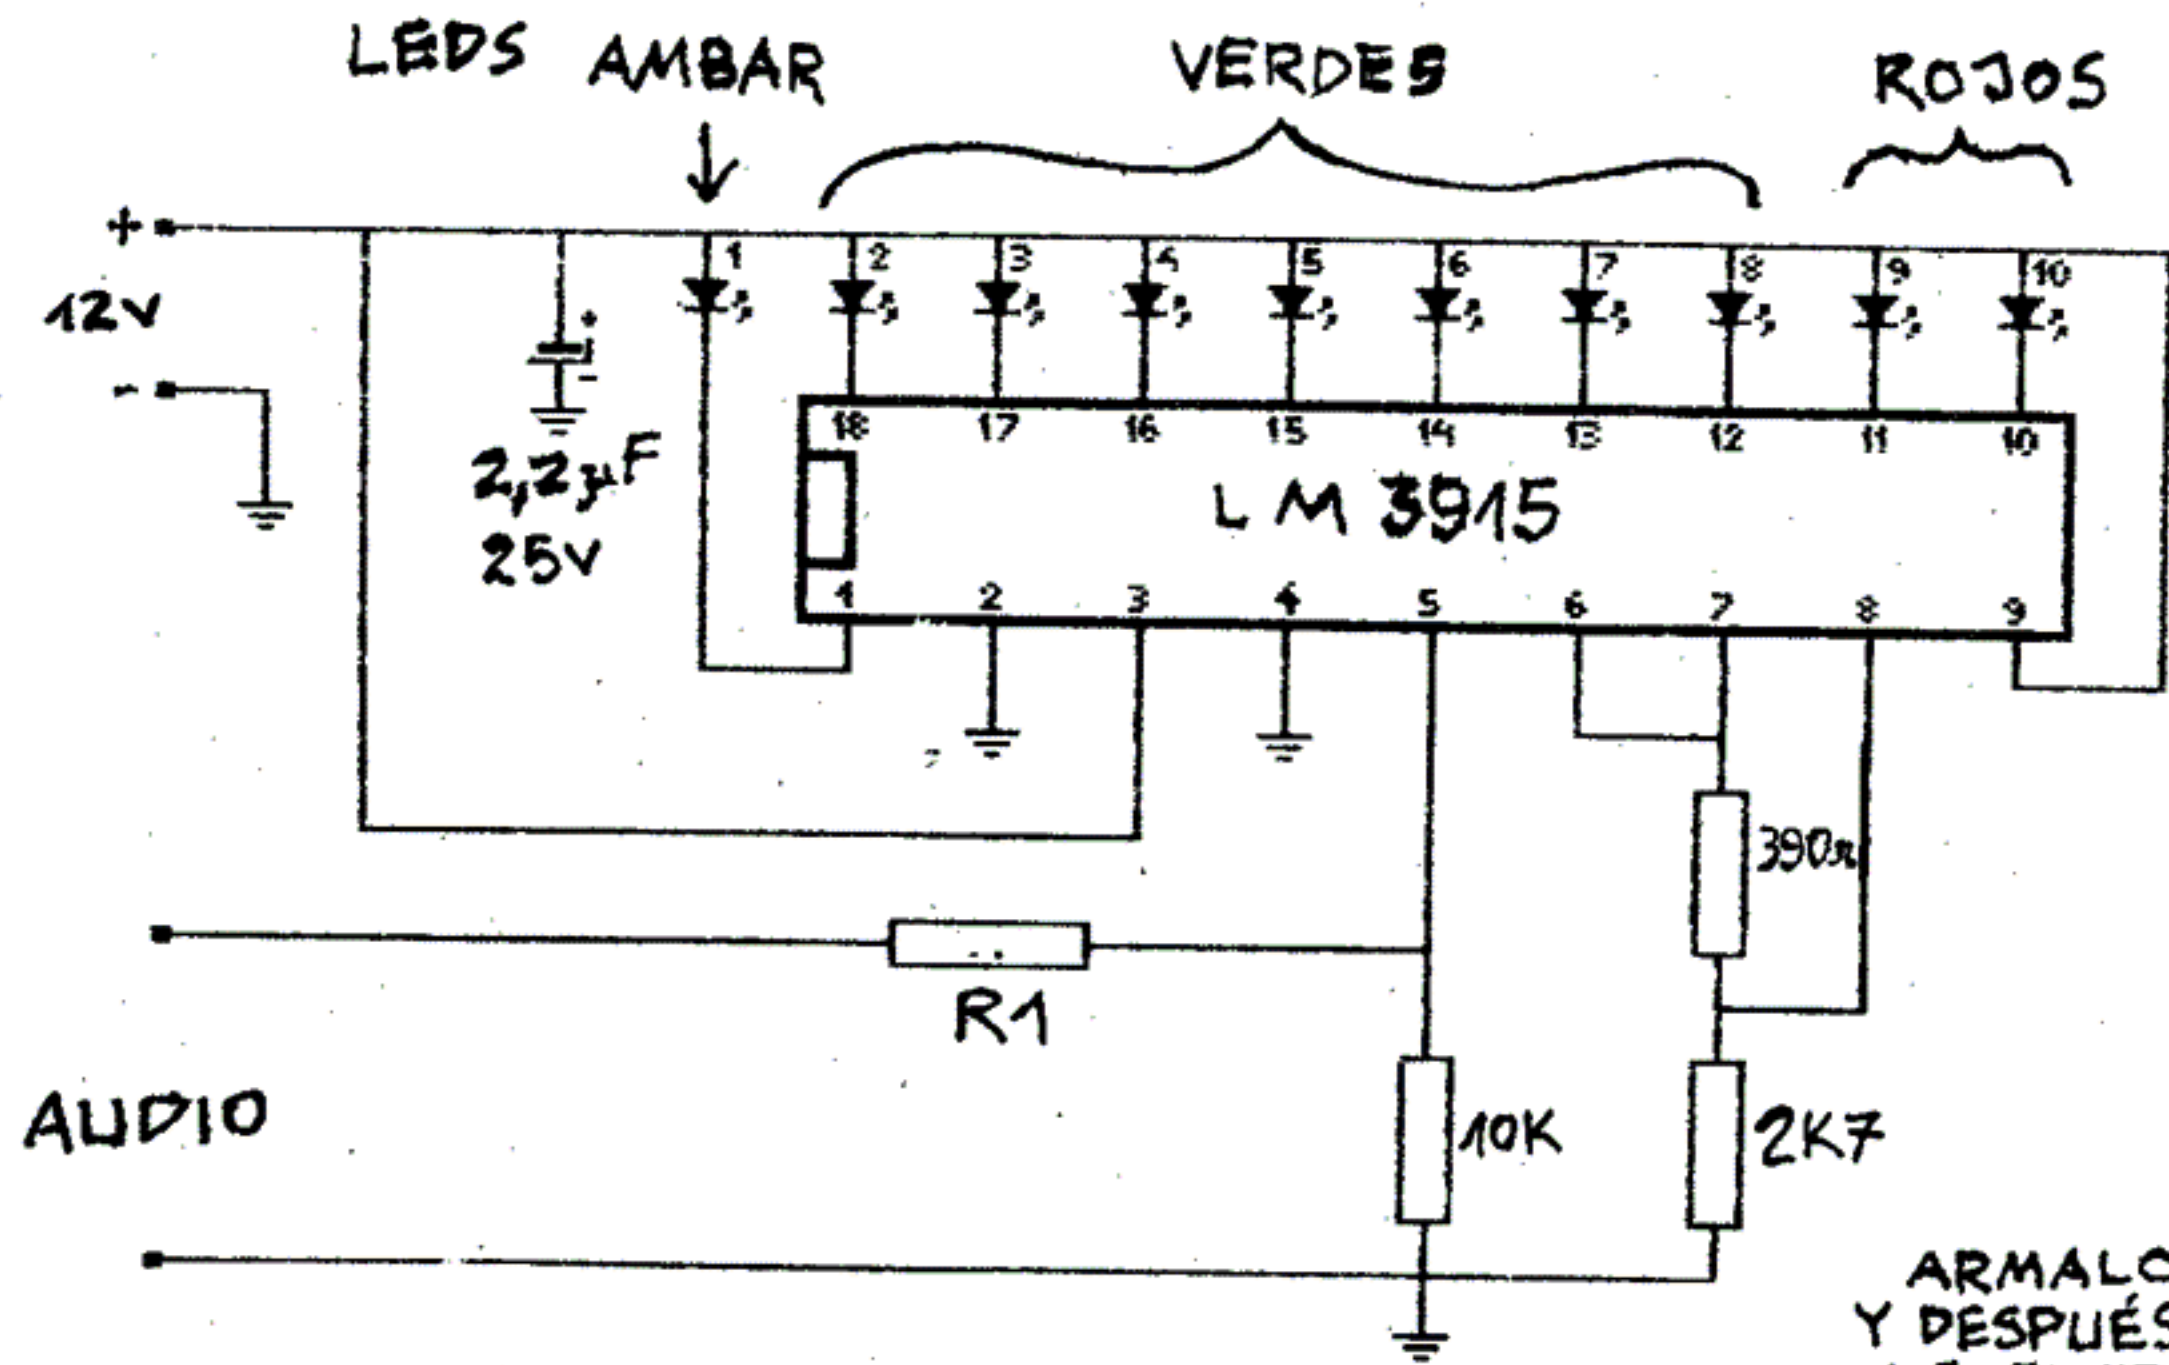 LEDS AMBAR VERDES ROJOS
+
12V
-
1 2 3 4 5 6 7 8 9 10
+
-
2,2µF
25V
18 17 16 15 14 13 12 11 10
LM 3915
1 2 3 4 5 6 7 8 9
390Ω
R1
AUDIO
10K
2K7
ARMALO
Y DESPUÉS